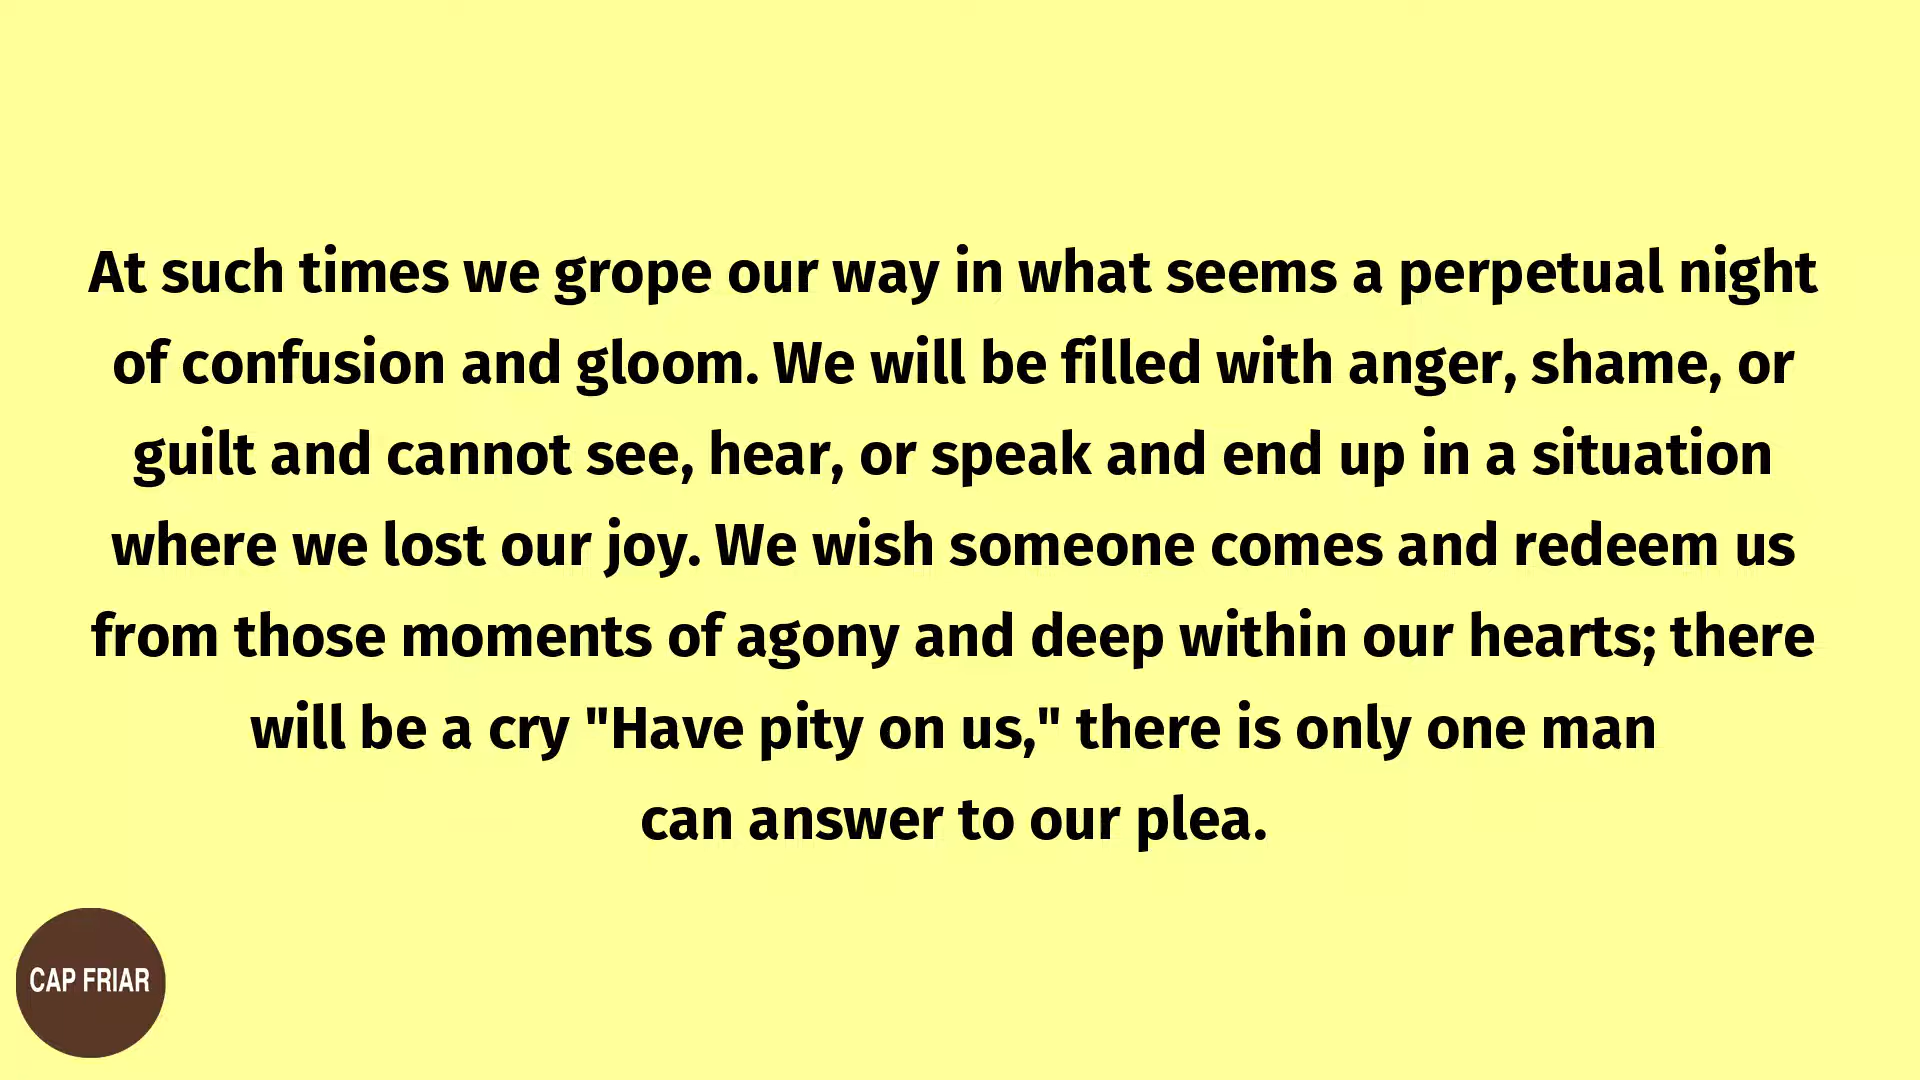 At such times we grope our way in what seems a perpetual night
of confusion and gloom. We will be filled with anger, shame, or
guilt and cannot see, hear, or speak and end up in a situation
where we lost our joy. We wish someone comes and redeem us
from those moments of agony and deep within our hearts; there
will be a cry "Have pity on us," there is only one man
can answer to our plea.
CAP FRIAR